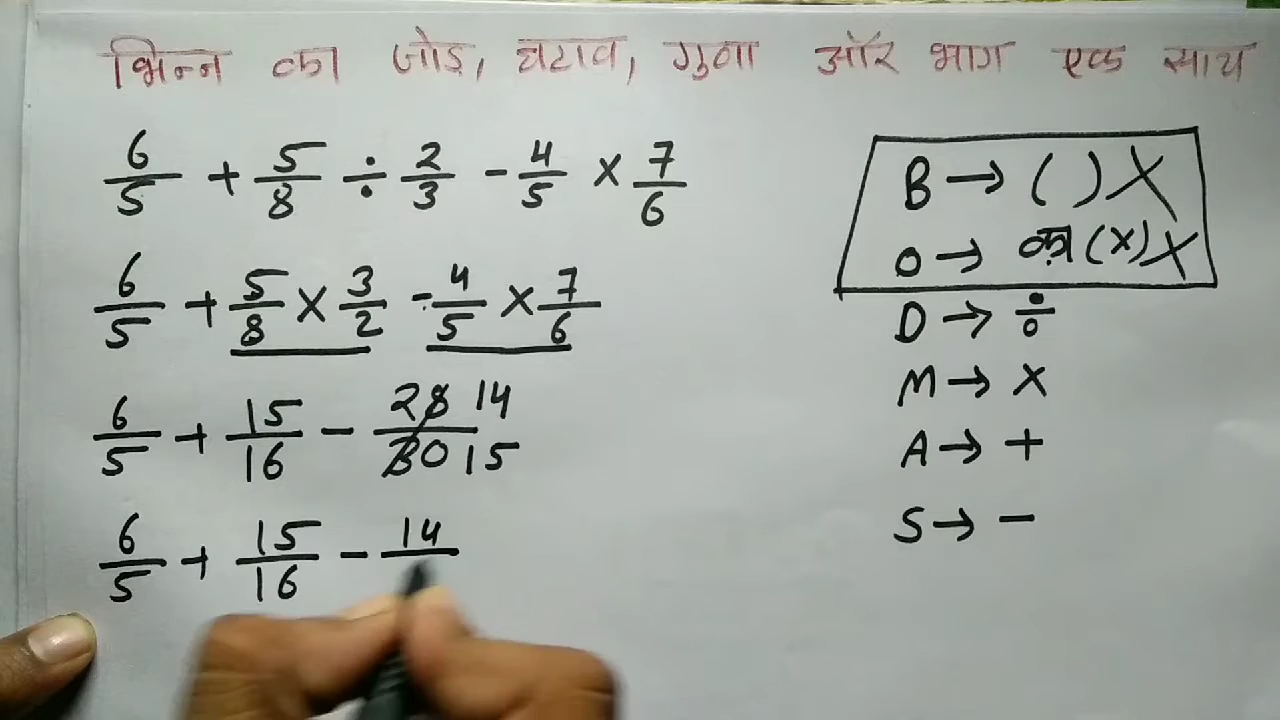 भिन्न का जोड़, घटाव, गुणा और भाग एक साथ
6/5 + 5/8 ÷ 2/3 - 4/5 × 7/6
6/5 + 5/8 × 3/2 - 4/5 × 7/6
6/5 + 15/16 - 28/30 14/15
6/5 + 15/16 - 14/
B → ( ) X
O → का (×) X
D → ÷
M → ×
A → +
S → -